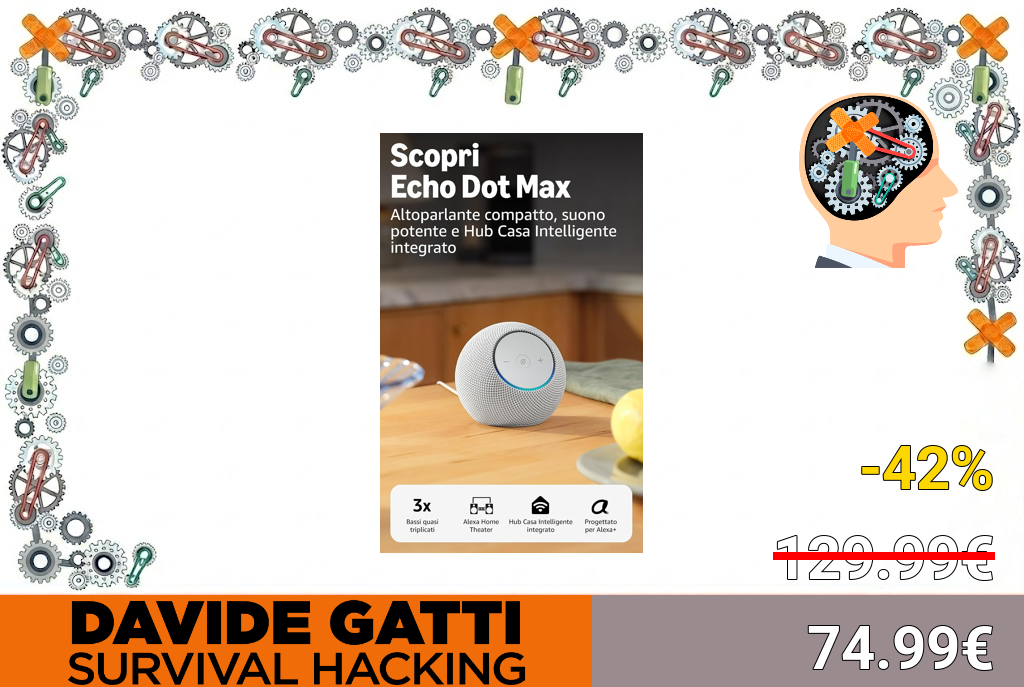 Scopri
Echo Dot Max
Altoparlante compatto, suono
potente e Hub Casa Intelligente
integrato
3x
Bassi quasi
triplicati
Alexa Home
Theater
Hub Casa Intelligente
integrato
Progettato
per Alexa+
-42%
129.99€
DAVIDE GATTI
SURVIVAL HACKING
74.99€